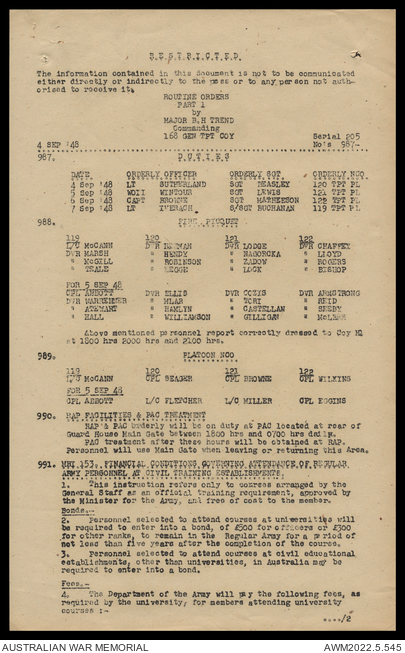 RESTRICTED
The information contained in this document is not to be communicated
either directly or indirectly to the press or to any person not auth-
orised to receive it.
ROUTINE ORDERS
PART 1
by
MAJOR B.H TREND
Commanding
168 GEN TPT COY Serial 205
4 SEP '48 No's 987-
987. DUTIES
DATE ORDERLY OFFICER ORDERLY SGT ORDERLY NCO
4 Sep '48 LT SUTHERLAND SGT BEASLEY 120 TPT PL
5 Sep '48 WOII WINTOUR SGT LEWIS 121 TPT PL
6 Sep '48 CAPT BROWNE SGT MATHEESON 122 TPT PL
7 Sep '48 LT S/SGT BUCHANAN 119 TPT PL
988. FIRE PICQUET
119 120 121 122
L/C McCANN DVR DVR LODGE DVR CHAFFEY
DVR MARSH " HENDY " NAGORCKA " LLOYD
" McGILL " ROBINSON " ZADOW " ROGERS
" TEALE " LEGGE " LOCK " BISHOP
FOR 5 SEP 48
CPL ABBOTT DVR ELLIS DVR COZIS DVR ARMSTRONG
DVR " MLAR " TORI " REID
" STEWART " HAMLYN " CASTELLAN " SEEBY
" HALL " WILLIAMSON " GILLIGAN "
Above mentioned personnel report correctly dressed to Coy HQ
at 1800 hrs 2000 hrs and 2100 hrs.
989. PLATOON NCO
119 120 121 122
L/C McCANN CPL SEAGER CPL BROWNE CPL WILKINS
FOR 5 SEP 48
CPL ABBOTT L/C FLETCHER L/C MILLER CPL EGGINS
990. RAP FACILITIES & PAC TREATMENT
RAP & PAC Orderly will be on duty at PAC located at rear of
Guard House Main Gate between 1800 hrs and 0700 hrs daily.
PAC treatment after these hours will be obtained at RAP.
Personnel will use Main Gate when leaving or returning this Area.
991. 153. FINANCIAL CONDITIONS GOVERNING ATTENDANCE OF REGULAR
ARMY PERSONNEL AT CIVIL TRAINING ESTABLISHMENTS.
1. This instruction refers only to courses arranged by the
General Staff as an official training requirement, approved by
the Minister for the Army, and free of cost to the member.
Bonds.-
2. Personnel selected to attend courses at universities will
be required to enter into a bond, of £500 for officers or £300
for other ranks, to remain in the Regular Army for a period of
not less than five years after the completion of the course.
3. Personnel selected to attend courses at civil educational
establishments, other than universities, in Australia may be
required to enter into a bond.
Fees.-
4. The Department of the Army will pay the following fees, as
required by the university, for members attending university
courses :-
..../2
AUSTRALIAN WAR MEMORIAL AWM2022.5.545